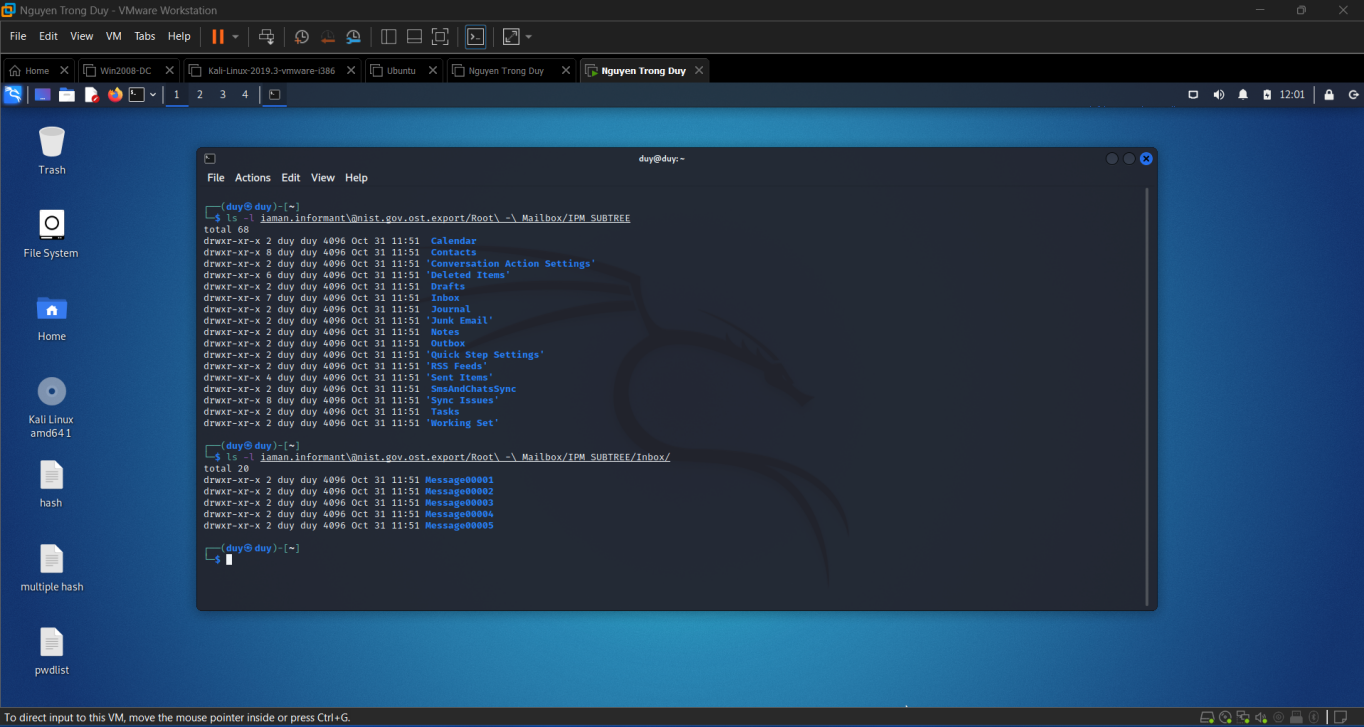 Nguyen Trong Duy - VMware Workstation
File Edit View VM Tabs Help
Home Win2008-DC Kali-Linux-2019.3-vmware-i386 Ubuntu Nguyen Trong Duy Nguyen Trong Duy
1 2 3 4 12:01
Trash
File System
Home
Kali Linux
amd64 1
hash
multiple hash
pwdlist
duy@duy:~
File Actions Edit View Help
┌──(duy㉿duy)-[~]
└─$ ls -l iaman.informant\@nist.gov.ost.export/Root\ -\ Mailbox/IPM_SUBTREE
total 68
drwxr-xr-x 2 duy duy 4096 Oct 31 11:51  Calendar
drwxr-xr-x 8 duy duy 4096 Oct 31 11:51  Contacts
drwxr-xr-x 2 duy duy 4096 Oct 31 11:51 'Conversation Action Settings'
drwxr-xr-x 6 duy duy 4096 Oct 31 11:51 'Deleted Items'
drwxr-xr-x 2 duy duy 4096 Oct 31 11:51  Drafts
drwxr-xr-x 7 duy duy 4096 Oct 31 11:51  Inbox
drwxr-xr-x 2 duy duy 4096 Oct 31 11:51  Journal
drwxr-xr-x 2 duy duy 4096 Oct 31 11:51 'Junk Email'
drwxr-xr-x 2 duy duy 4096 Oct 31 11:51  Notes
drwxr-xr-x 2 duy duy 4096 Oct 31 11:51  Outbox
drwxr-xr-x 2 duy duy 4096 Oct 31 11:51 'Quick Step Settings'
drwxr-xr-x 2 duy duy 4096 Oct 31 11:51 'RSS Feeds'
drwxr-xr-x 4 duy duy 4096 Oct 31 11:51 'Sent Items'
drwxr-xr-x 2 duy duy 4096 Oct 31 11:51  SmsAndChatsSync
drwxr-xr-x 8 duy duy 4096 Oct 31 11:51 'Sync Issues'
drwxr-xr-x 2 duy duy 4096 Oct 31 11:51  Tasks
drwxr-xr-x 2 duy duy 4096 Oct 31 11:51 'Working Set'
┌──(duy㉿duy)-[~]
└─$ ls -l iaman.informant\@nist.gov.ost.export/Root\ -\ Mailbox/IPM_SUBTREE/Inbox/
total 20
drwxr-xr-x 2 duy duy 4096 Oct 31 11:51 Message00001
drwxr-xr-x 2 duy duy 4096 Oct 31 11:51 Message00002
drwxr-xr-x 2 duy duy 4096 Oct 31 11:51 Message00003
drwxr-xr-x 2 duy duy 4096 Oct 31 11:51 Message00004
drwxr-xr-x 2 duy duy 4096 Oct 31 11:51 Message00005
┌──(duy㉿duy)-[~]
└─$
To direct input to this VM, move the mouse pointer inside or press Ctrl+G.